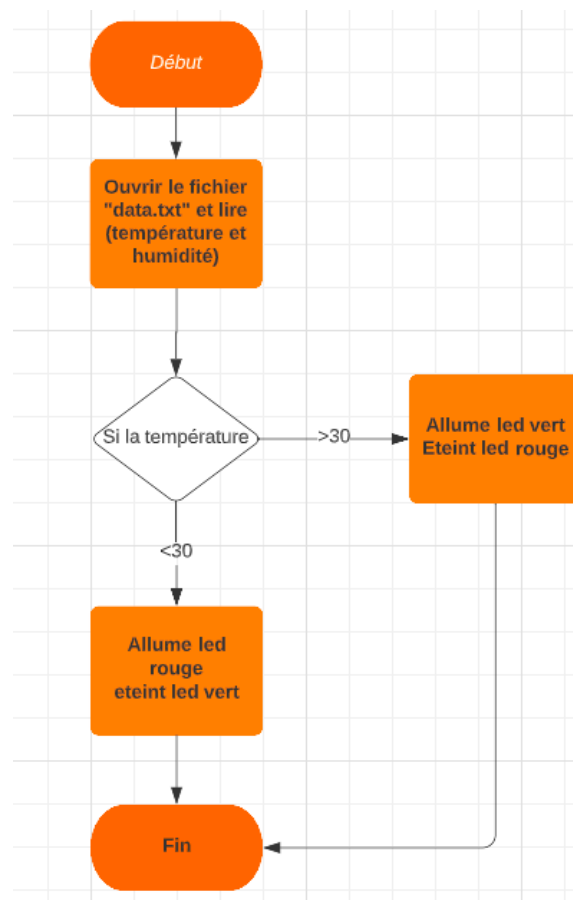 Début
Ouvrir le fichier
"data.txt" et lire
(température et
humidité)
Si la température
>30
Allume led vert
Eteint led rouge
<30
Allume led
rouge
eteint led vert
Fin